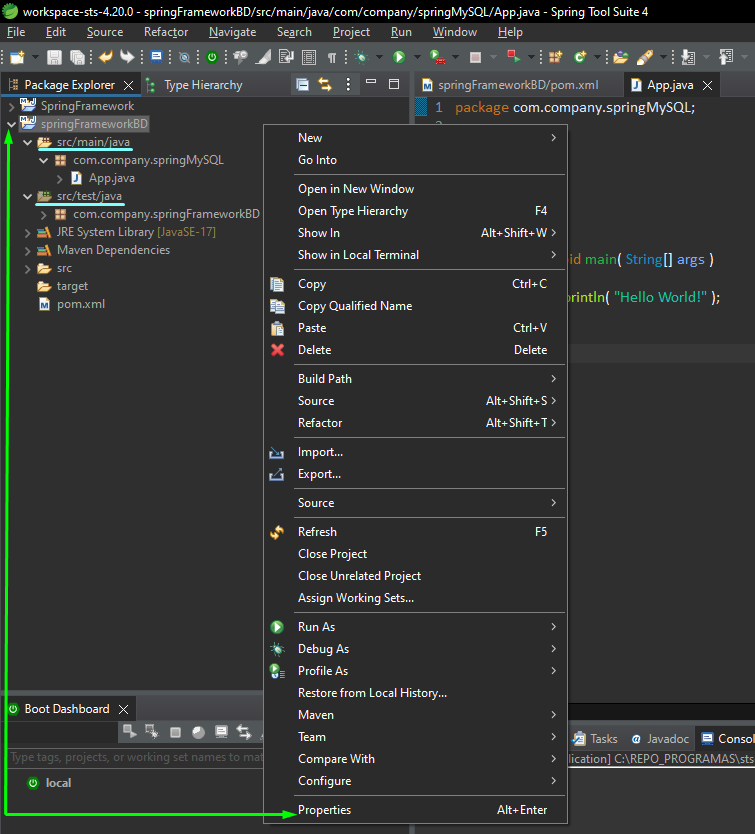 workspace-sts-4.20.0 - springFrameworkBD/src/main/java/com/company/springMySQL/App.java - Spring Tool Suite 4
File Edit Source Refactor Navigate Search Project Run Window Help
Package Explorer
Type Hierarchy
springFrameworkBD/pom.xml
App.java
SpringFramework
springFrameworkBD
src/main/java
com.company.springMySQL
App.java
src/test/java
com.company.springFrameworkBD
JRE System Library [JavaSE-17]
Maven Dependencies
src
target
pom.xml
1 package com.company.springMySQL;
id main( String[] args )
println( "Hello World!" );
New
Go Into
Open in New Window
Open Type Hierarchy F4
Show In Alt+Shift+W
Show in Local Terminal
Copy Ctrl+C
Copy Qualified Name
Paste Ctrl+V
Delete Delete
Build Path
Source Alt+Shift+S
Refactor Alt+Shift+T
Import...
Export...
Source
Refresh F5
Close Project
Close Unrelated Project
Assign Working Sets...
Run As
Debug As
Profile As
Restore from Local History...
Maven
Team
Compare With
Configure
Properties Alt+Enter
Boot Dashboard
Type tags, projects, or working set names to mat
local
Tasks
Javadoc
Consol
lication] C:\REPO_PROGRAMAS\sts